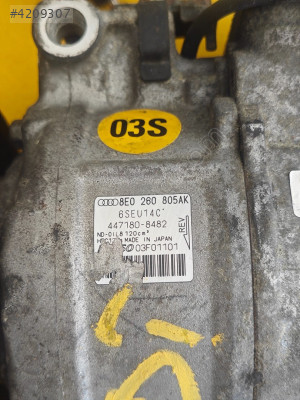 #4209307
03S
8E0 260 805AK
6SEU14C
447180-8482
ND-OIL8 120cm³
MADE IN JAPAN
REV
03F01101